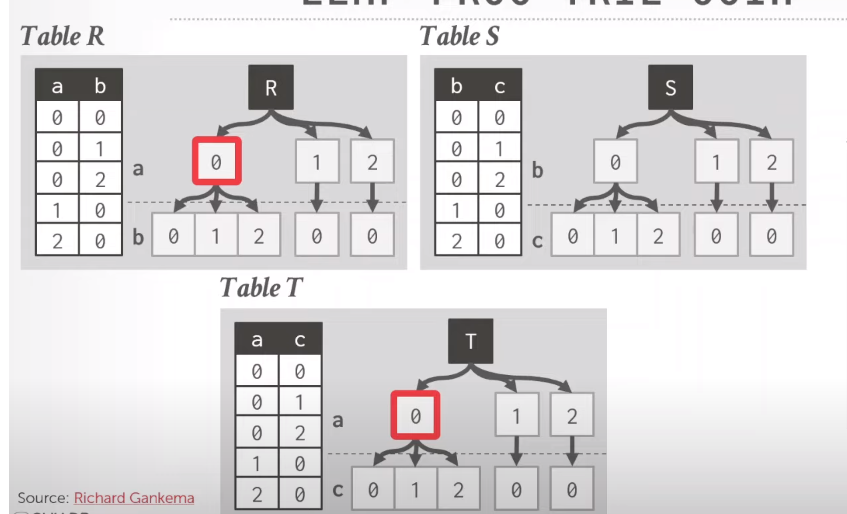 Table R
Table S
a b
0 0
0 1
0 2
1 0
2 0
R
a
0 1 2
b
0 1 2 0 0
b c
0 0
0 1
0 2
1 0
2 0
S
b
0 1 2
c
0 1 2 0 0
Table T
a c
0 0
0 1
0 2
1 0
2 0
T
a
0 1 2
c
0 1 2 0 0
Source: Richard Gankema